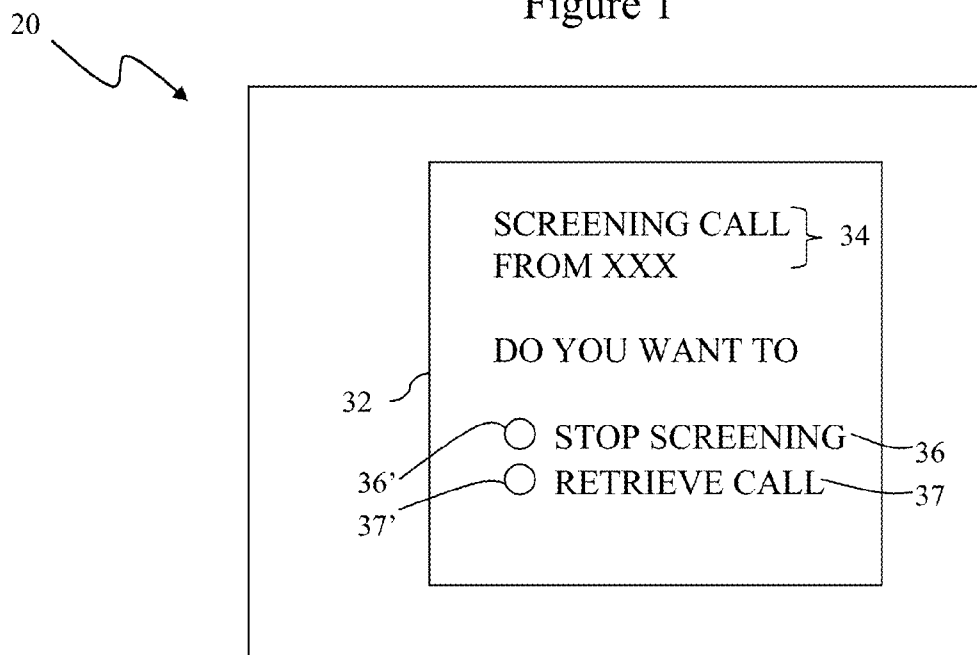 Figure 1
20
SCREENING CALL
FROM XXX
34
DO YOU WANT TO
32
STOP SCREENING
36
36’
RETRIEVE CALL
37
37’